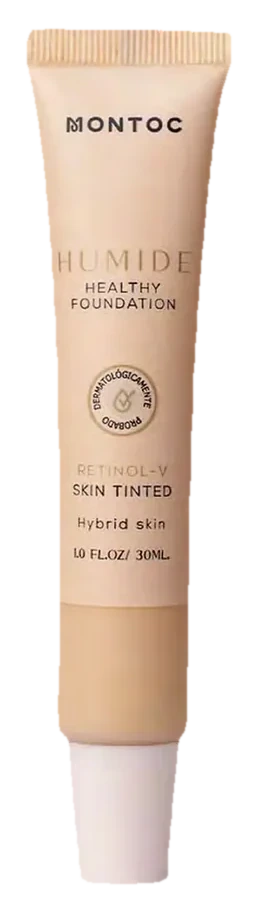 MONTOC
HUMIDE
HEALTHY
FOUNDATION
DERMATOLÓGICAMENTE
PROBADO
RETINOL-V
SKIN TINTED
Hybrid skin
1.0 FL.OZ/ 30ML.